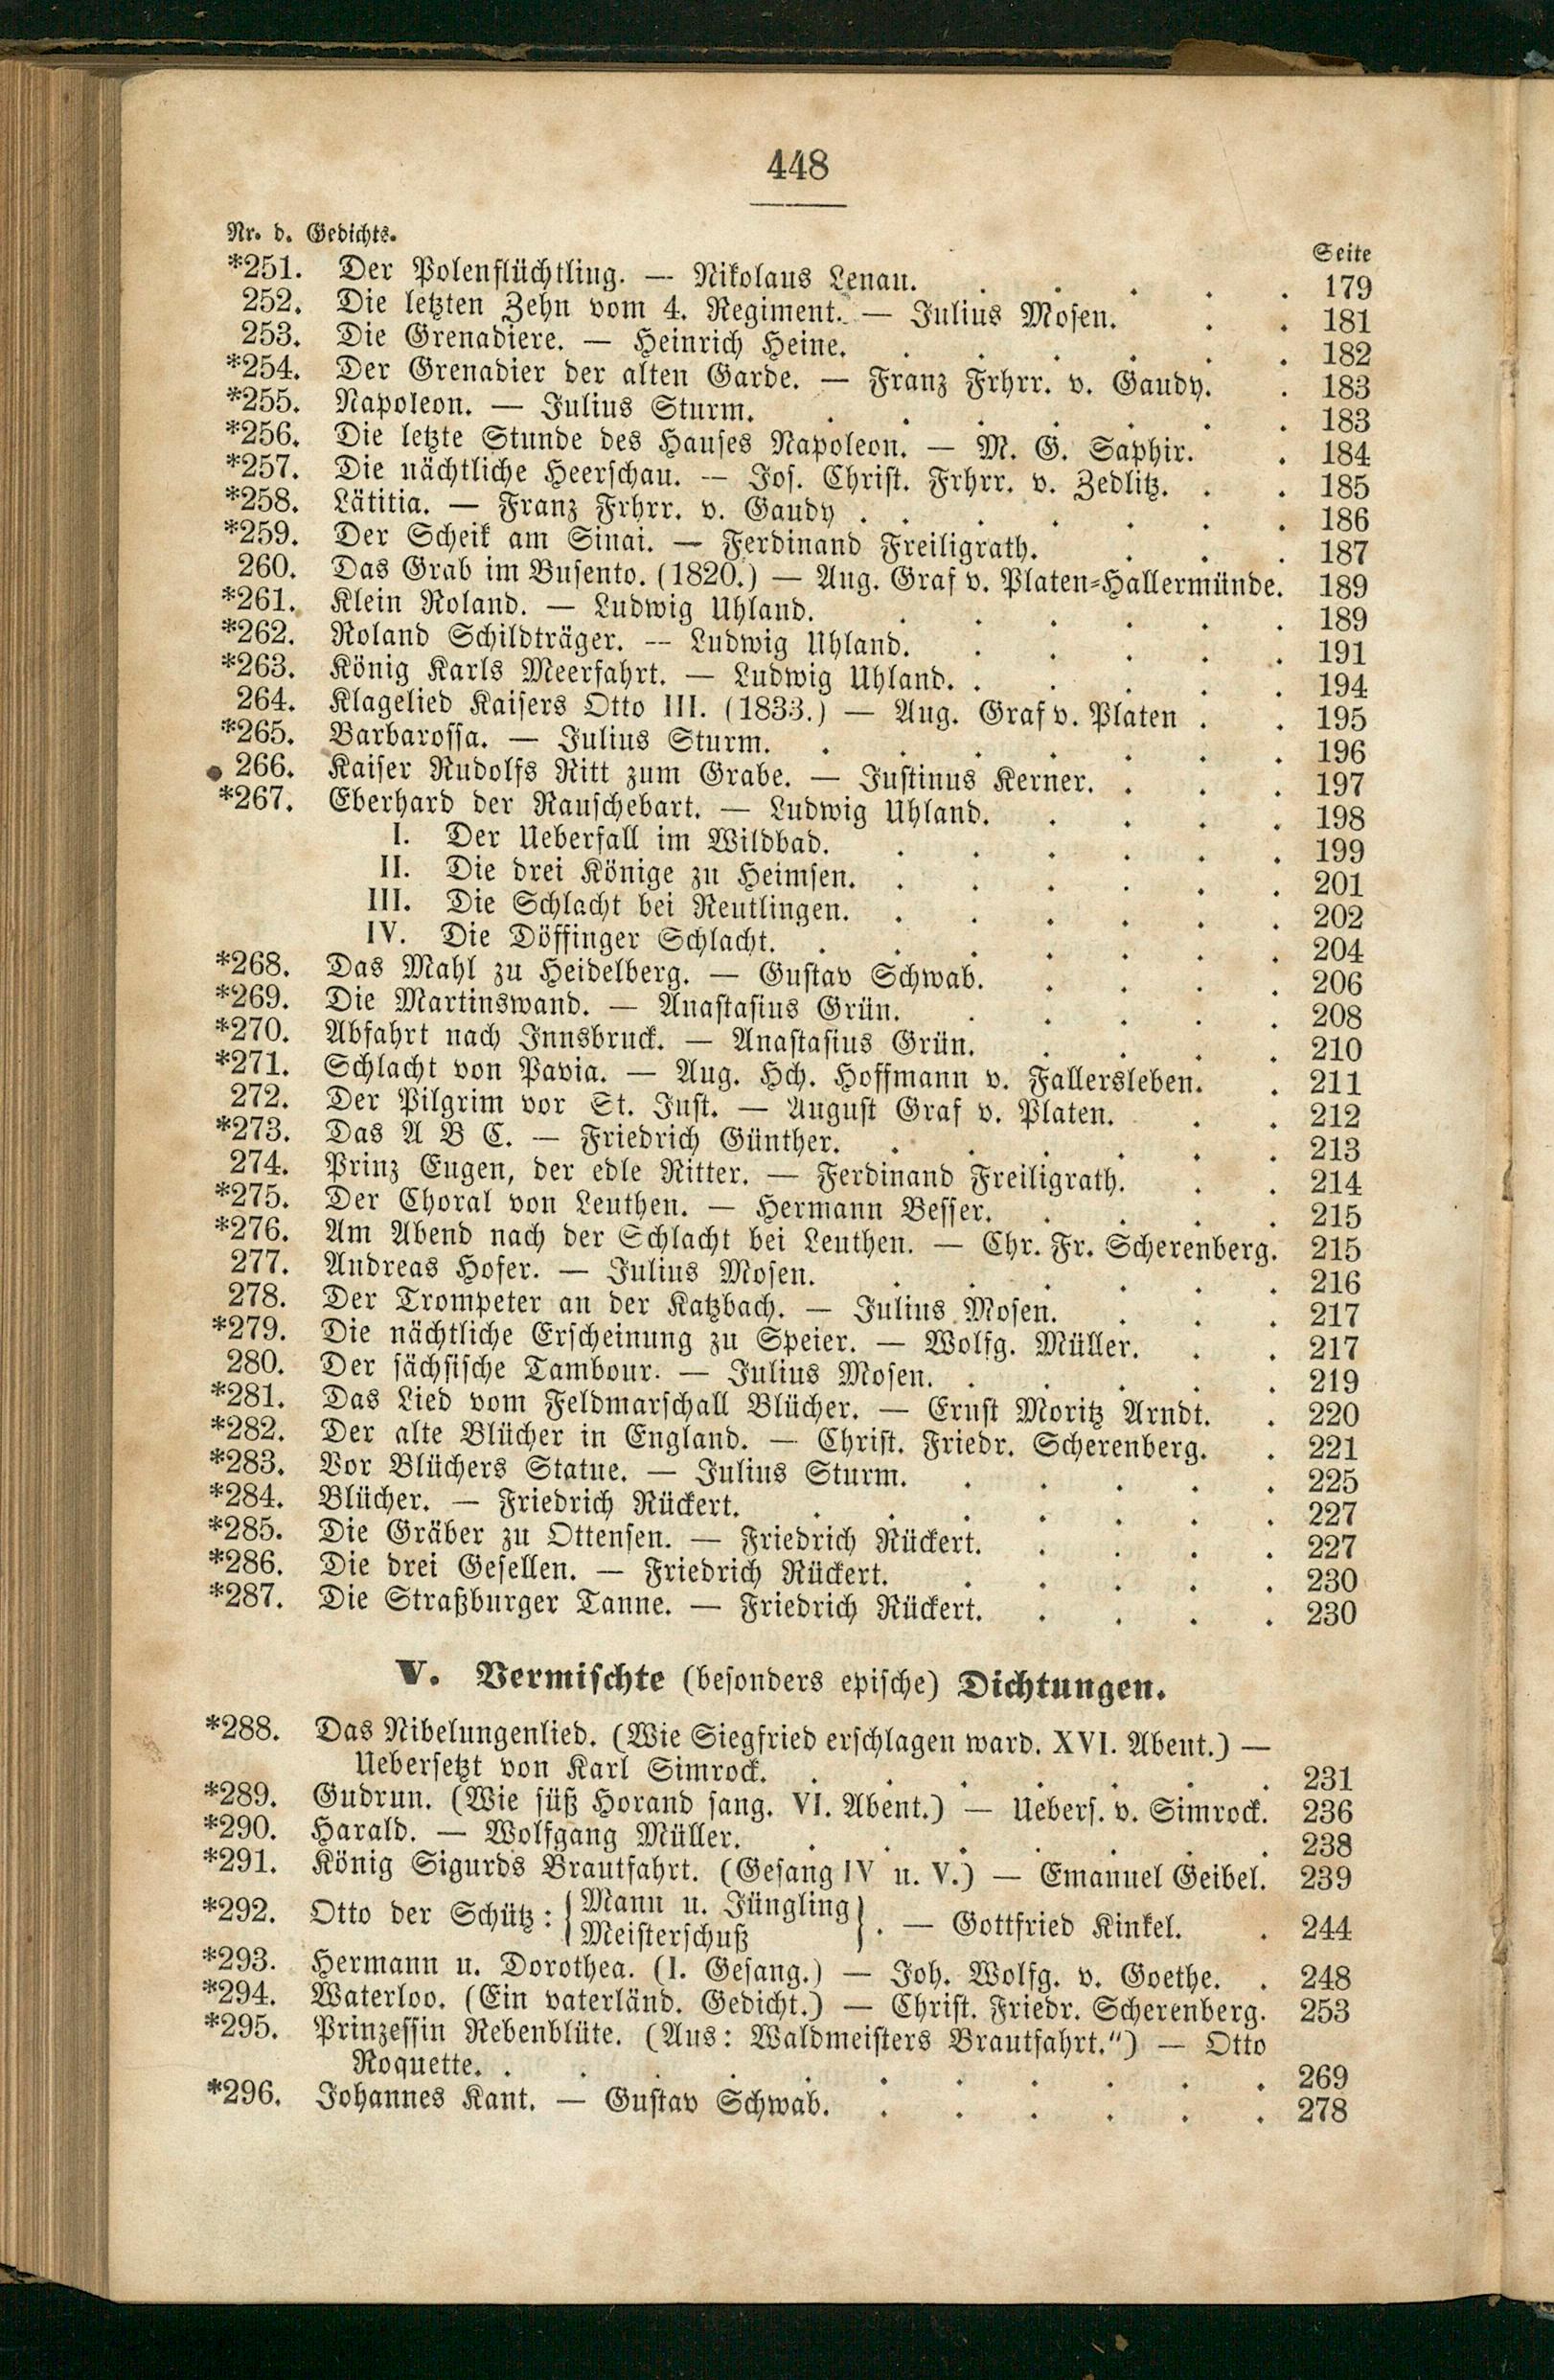 448
Nr. d. Gedichts. Seite
*251. Der Polenflüchtling. — Nikolaus Lenau. . . . . . 179
252. Die letzten Zehn vom 4. Regiment. — Julius Mosen. . . 181
253. Die Grenadiere. — Heinrich Heine. . . . . . . 182
*254. Der Grenadier der alten Garde. — Franz Frhrr. v. Gaudy. . 183
*255. Napoleon. — Julius Sturm. . . . . . . . 183
*256. Die letzte Stunde des Hauses Napoleon. — M. G. Saphir. . 184
*257. Die nächtliche Heerschau. — Jos. Christ. Frhrr. v. Zedlitz. . . 185
*258. Lätitia. — Franz Frhrr. v. Gaudy . . . . . . . 186
*259. Der Scheik am Sinai. — Ferdinand Freiligrath. . . . 187
260. Das Grab im Busento. (1820.) — Aug. Graf v. Platen-Hallermünde. 189
*261. Klein Roland. — Ludwig Uhland. . . . . . . 189
*262. Roland Schildträger. — Ludwig Uhland. . . . . . 191
*263. König Karls Meerfahrt. — Ludwig Uhland. . . . . . 194
264. Klagelied Kaisers Otto III. (1833.) — Aug. Graf v. Platen . . 195
*265. Barbarossa. — Julius Sturm. . . . . . . . 196
266. Kaiser Rudolfs Ritt zum Grabe. — Justinus Kerner. . . . 197
*267. Eberhard der Rauschebart. — Ludwig Uhland. . . . . 198
I. Der Ueberfall im Wildbad. . . . . . . 199
II. Die drei Könige zu Heimsen. . . . . . . 201
III. Die Schlacht bei Reutlingen. . . . . . . 202
IV. Die Döffinger Schlacht. . . . . . . . 204
*268. Das Mahl zu Heidelberg. — Gustav Schwab. . . . . 206
*269. Die Martinswand. — Anastasius Grün. . . . . . 208
*270. Abfahrt nach Innsbruck. — Anastasius Grün. . . . . 210
*271. Schlacht von Pavia. — Aug. Hch. Hoffmann v. Fallersleben. . 211
272. Der Pilgrim vor St. Just. — August Graf v. Platen. . . 212
*273. Das A B C. — Friedrich Günther. . . . . . . 213
274. Prinz Eugen, der edle Ritter. — Ferdinand Freiligrath. . . 214
*275. Der Choral von Leuthen. — Hermann Besser. . . . . 215
*276. Am Abend nach der Schlacht bei Leuthen. — Chr. Fr. Scherenberg. 215
277. Andreas Hofer. — Julius Mosen. . . . . . . 216
278. Der Trompeter an der Katzbach. — Julius Mosen. . . . 217
*279. Die nächtliche Erscheinung zu Speier. — Wolfg. Müller. . . 217
280. Der sächsische Tambour. — Julius Mosen. . . . . . 219
*281. Das Lied vom Feldmarschall Blücher. — Ernst Moritz Arndt. . 220
*282. Der alte Blücher in England. — Christ. Friedr. Scherenberg. . 221
*283. Vor Blüchers Statue. — Julius Sturm. . . . . . 225
*284. Blücher. — Friedrich Rückert. . . . . . . . 227
*285. Die Gräber zu Ottensen. — Friedrich Rückert. . . . . 227
*286. Die drei Gesellen. — Friedrich Rückert. . . . . . 230
*287. Die Straßburger Tanne. — Friedrich Rückert. . . . . 230
V. Vermischte (besonders epische) Dichtungen.
*288. Das Nibelungenlied. (Wie Siegfried erschlagen ward. XVI. Abent.) —
Uebersetzt von Karl Simrock. . . . . . . . 231
*289. Gudrun. (Wie süß Horand sang. VI. Abent.) — Uebers. v. Simrock. 236
*290. Harald. — Wolfgang Müller. . . . . . . . 238
*291. König Sigurds Brautfahrt. (Gesang IV u. V.) — Emanuel Geibel. 239
*292. Otto der Schütz: { Mann u. Jüngling
Meisterschuß } . — Gottfried Kinkel. . 244
*293. Hermann u. Dorothea. (I. Gesang.) — Joh. Wolfg. v. Goethe. . 248
*294. Waterloo. (Ein vaterländ. Gedicht.) — Christ. Friedr. Scherenberg. 253
*295. Prinzessin Rebenblüte. (Aus: Waldmeisters Brautfahrt.“) — Otto
Roquette. . . . . . . . . . . . 269
*296. Johannes Kant. — Gustav Schwab. . . . . . . 278